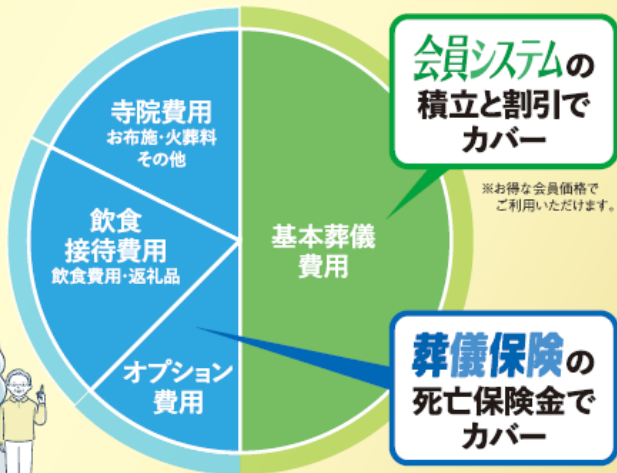 会員システムの
積立と割引で
カバー
※お得な会員価格で
ご利用いただけます。
寺院費用
お布施・火葬料
その他
飲食
接待費用
飲食費用・返礼品
基本葬儀
費用
オプション
費用
葬儀保険の
死亡保険金で
カバー